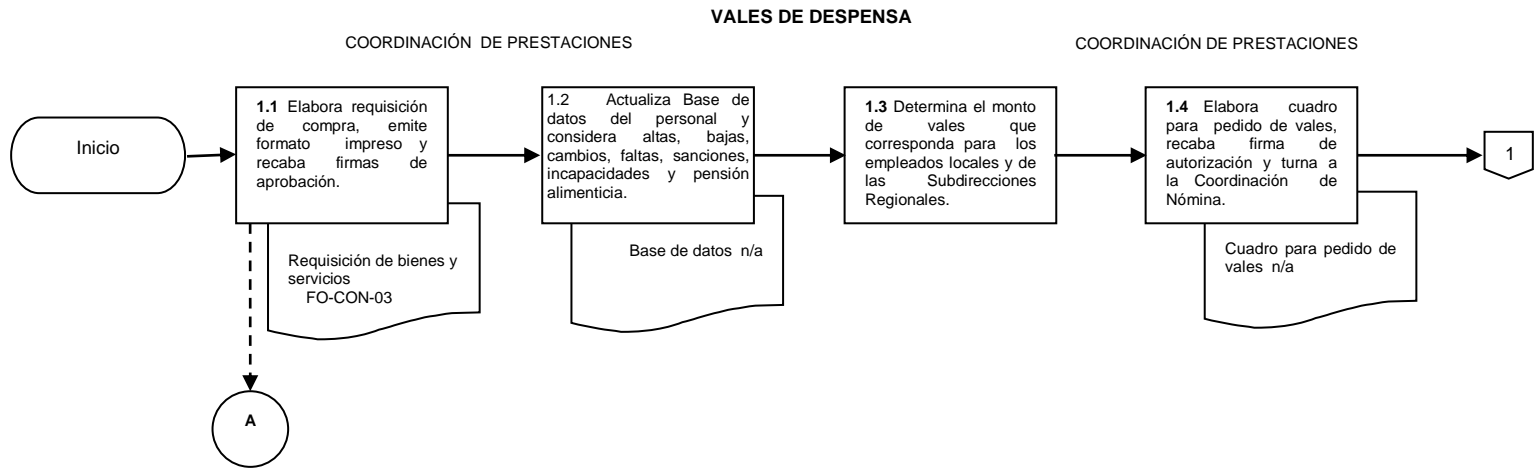 VALES DE DESPENSA
COORDINACIÓN DE PRESTACIONES
COORDINACIÓN DE PRESTACIONES
Inicio
1.1 Elabora requisición
de compra, emite
formato impreso y
recaba firmas de
aprobación.
1.2 Actualiza Base de
datos del personal y
considera altas, bajas,
cambios, faltas, sanciones,
incapacidades y pensión
alimenticia.
1.3 Determina el monto
de vales que
corresponda para los
empleados locales y de
las Subdirecciones
Regionales.
1.4 Elabora cuadro
para pedido de vales,
recaba firma de
autorización y turna a
la Coordinación de
Nómina.
1
Requisición de bienes y
servicios
FO-CON-03
Base de datos n/a
Cuadro para pedido de
vales n/a
A